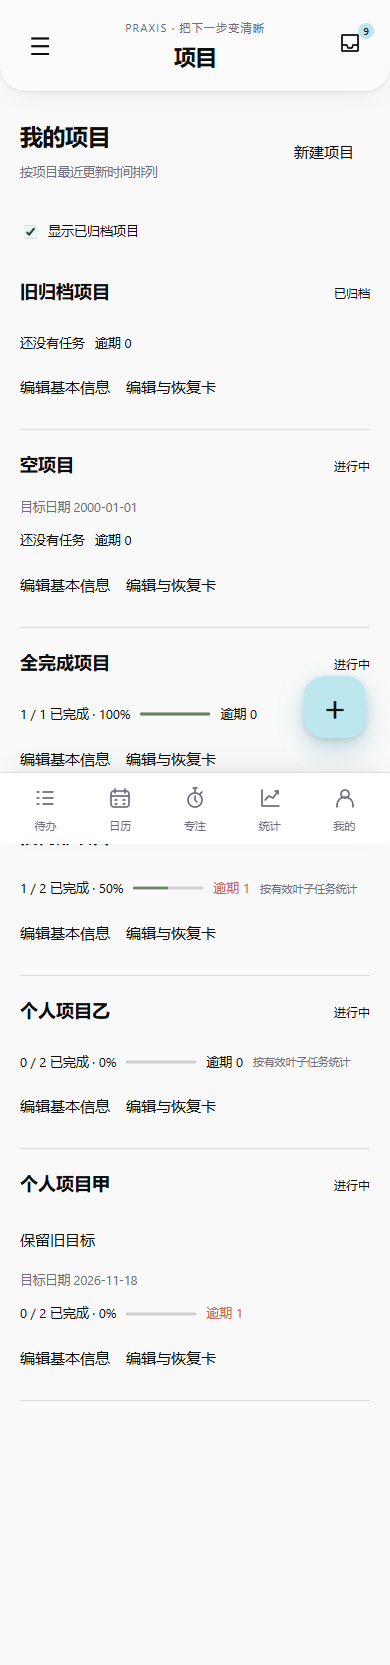 PRAXIS · 把下一步变清晰
项目
9
我的项目
新建项目
按项目最近更新时间排列
显示已归档项目
旧归档项目 已归档
还没有任务 逾期 0
编辑基本信息 编辑与恢复卡
空项目 进行中
目标日期 2000-01-01
还没有任务 逾期 0
编辑基本信息 编辑与恢复卡
全完成项目 进行中
1 / 1 已完成 · 100% 逾期 0
编辑基本信息 编辑与恢复卡
待办 日历 专注 统计 我的
1 / 2 已完成 · 50% 逾期 1 按有效叶子任务统计
编辑基本信息 编辑与恢复卡
个人项目乙 进行中
0 / 2 已完成 · 0% 逾期 0 按有效叶子任务统计
编辑基本信息 编辑与恢复卡
个人项目甲 进行中
保留旧目标
目标日期 2026-11-18
0 / 2 已完成 · 0% 逾期 1
编辑基本信息 编辑与恢复卡